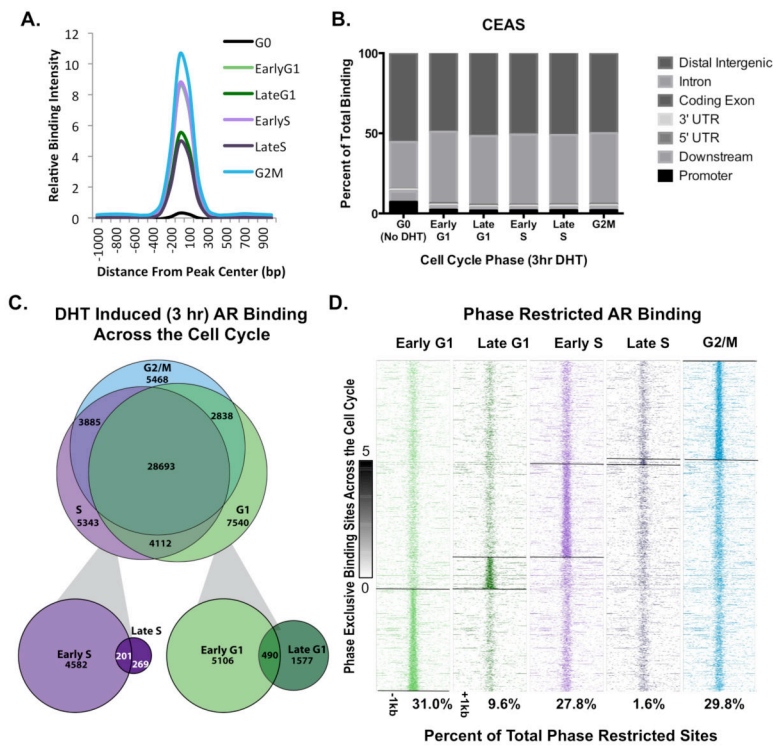 A.
Relative Binding Intensity
12
10
8
6
4
2
0
-1000
-800
-600
-400
-200
100
300
500
700
900
Distance From Peak Center (bp)
G0
EarlyG1
LateG1
EarlyS
LateS
G2M
B.
CEAS
Percent of Total Binding
100
50
0
G0
(No DHT)
Early
G1
Late
G1
Early
S
Late
S
G2M
Cell Cycle Phase (3hr DHT)
Distal Intergenic
Intron
Coding Exon
3' UTR
5' UTR
Downstream
Promoter
C.
DHT Induced (3 hr) AR Binding
Across the Cell Cycle
G2/M
5468
3885
2838
28693
S
5343
G1
7540
4112
Early S
4582
201
Late S
269
Early G1
5106
490
Late G1
1577
D.
Phase Restricted AR Binding
Early G1
Late G1
Early S
Late S
G2/M
Phase Exclusive Binding Sites Across the Cell Cycle
5
0
-1kb
31.0%
+1kb
9.6%
27.8%
1.6%
29.8%
Percent of Total Phase Restricted Sites